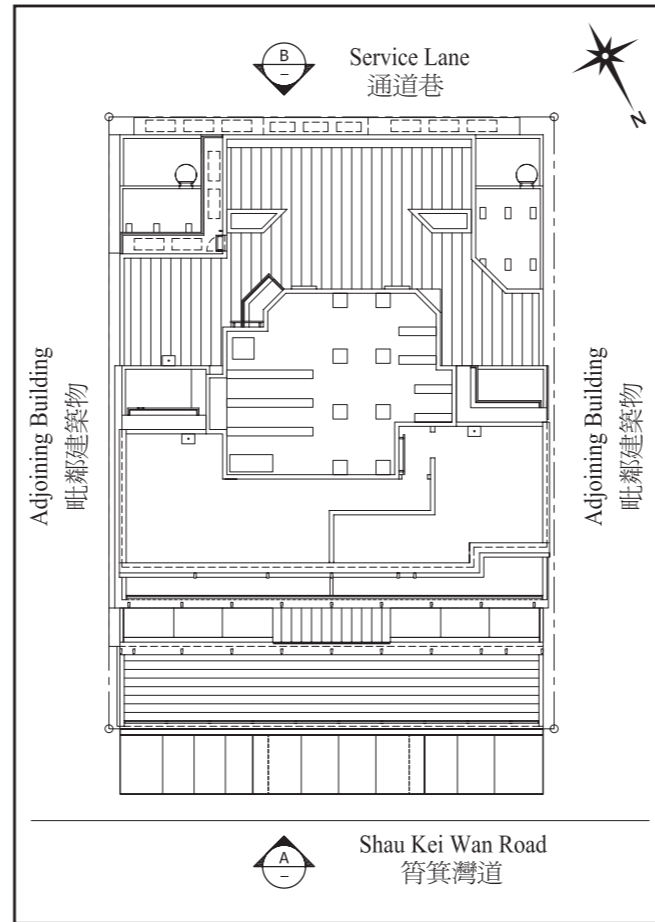 B
–
Service Lane
通道巷
N
Adjoining Building
毗鄰建築物
Adjoining Building
毗鄰建築物
A
–
Shau Kei Wan Road
筲箕灣道